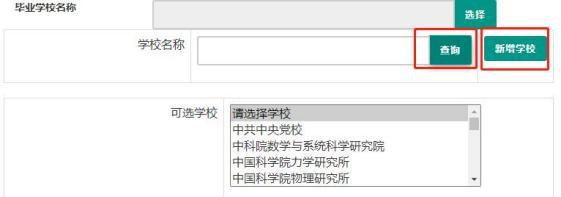 毕业学校名称 选择
学校名称 查询 新增学校
可选学校 请选择学校
中共中央党校
中科院数学与系统科学研究院
中国科学院力学研究所
中国科学院物理研究所